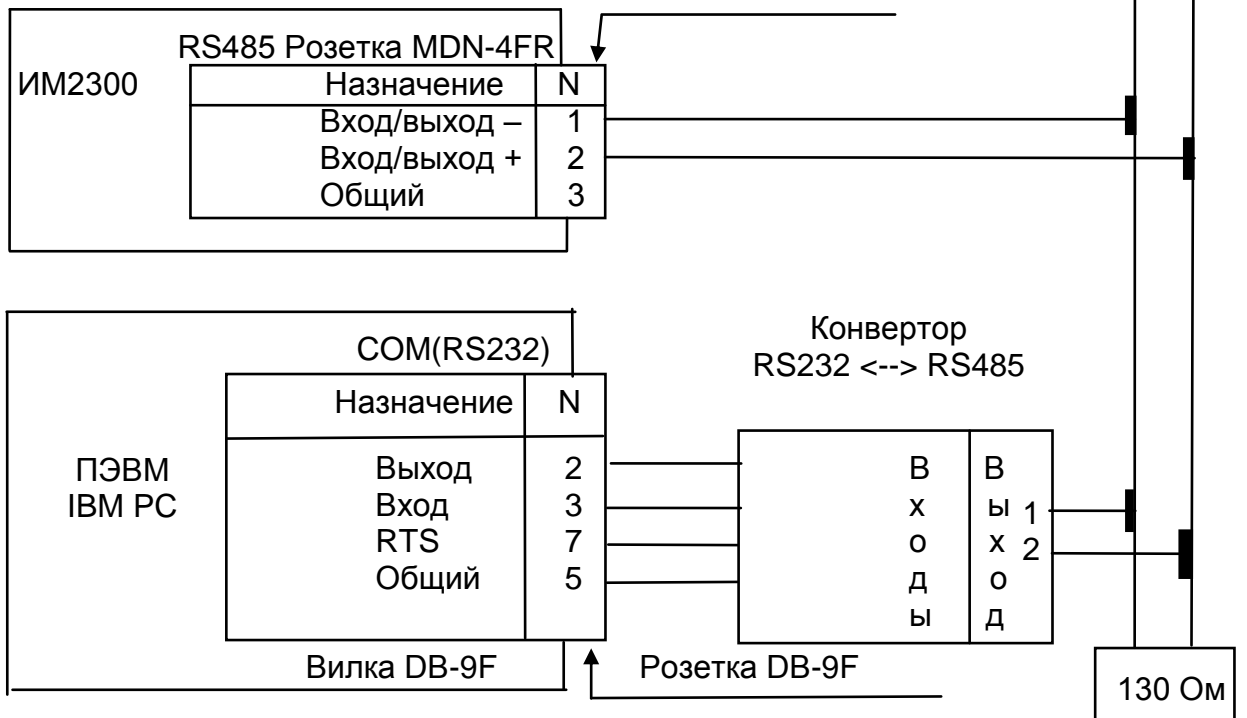 RS485 Розетка MDN-4FR
ИМ2300
Назначение N
Вход/выход – 1
Вход/выход + 2
Общий 3
COM(RS232)
Назначение N
ПЭВМ
IBM PC
Выход 2
Вход 3
RTS 7
Общий 5
Вилка DB-9F
Розетка DB-9F
Конвертор
RS232 <--> RS485
Входы
Выход
1
2
130 Ом